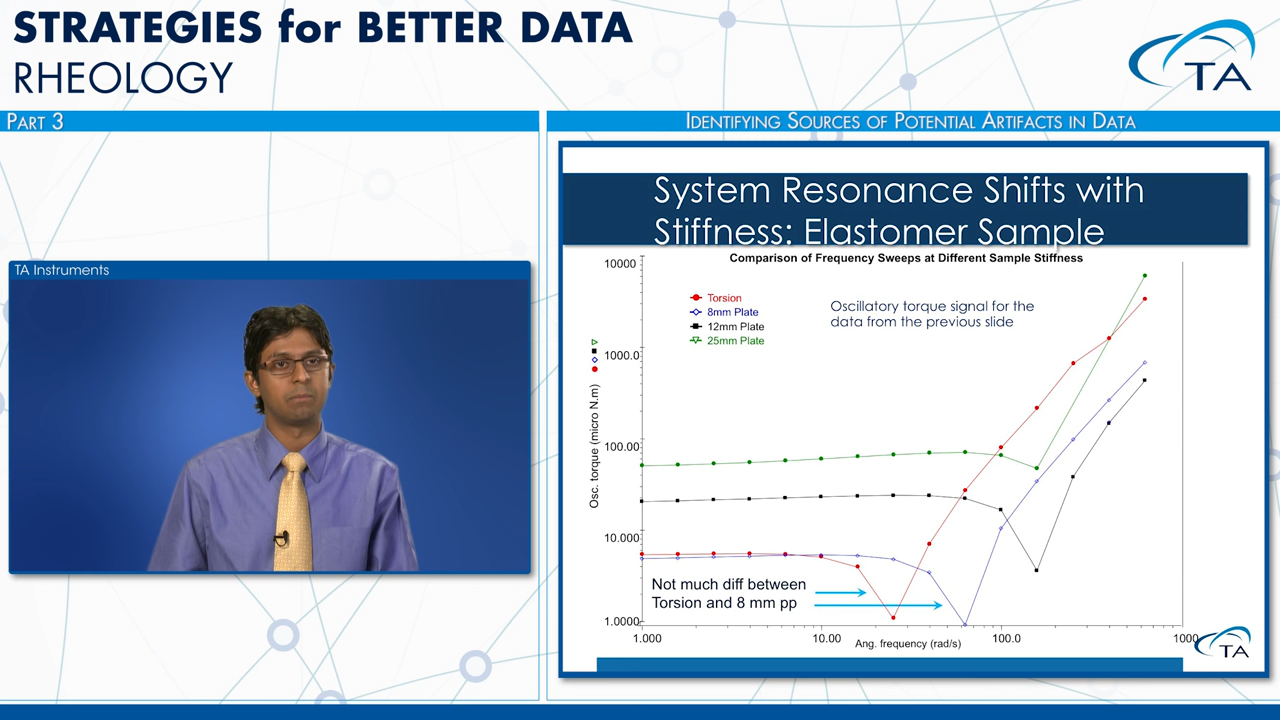 STRATEGIES for BETTER DATA
RHEOLOGY
TA
PART 3
IDENTIFYING SOURCES OF POTENTIAL ARTIFACTS IN DATA
TA Instruments
System Resonance Shifts with
Stiffness: Elastomer Sample
Comparison of Frequency Sweeps at Different Sample Stiffness
10000
1000.0
100.00
10.000
1.0000
Osc. torque (micro N.m)
Torsion
8mm Plate
12mm Plate
25mm Plate
Oscillatory torque signal for the
data from the previous slide
Not much diff between
Torsion and 8 mm pp
1.000
10.00
100.0
1000
Ang. frequency (rad/s)
TA